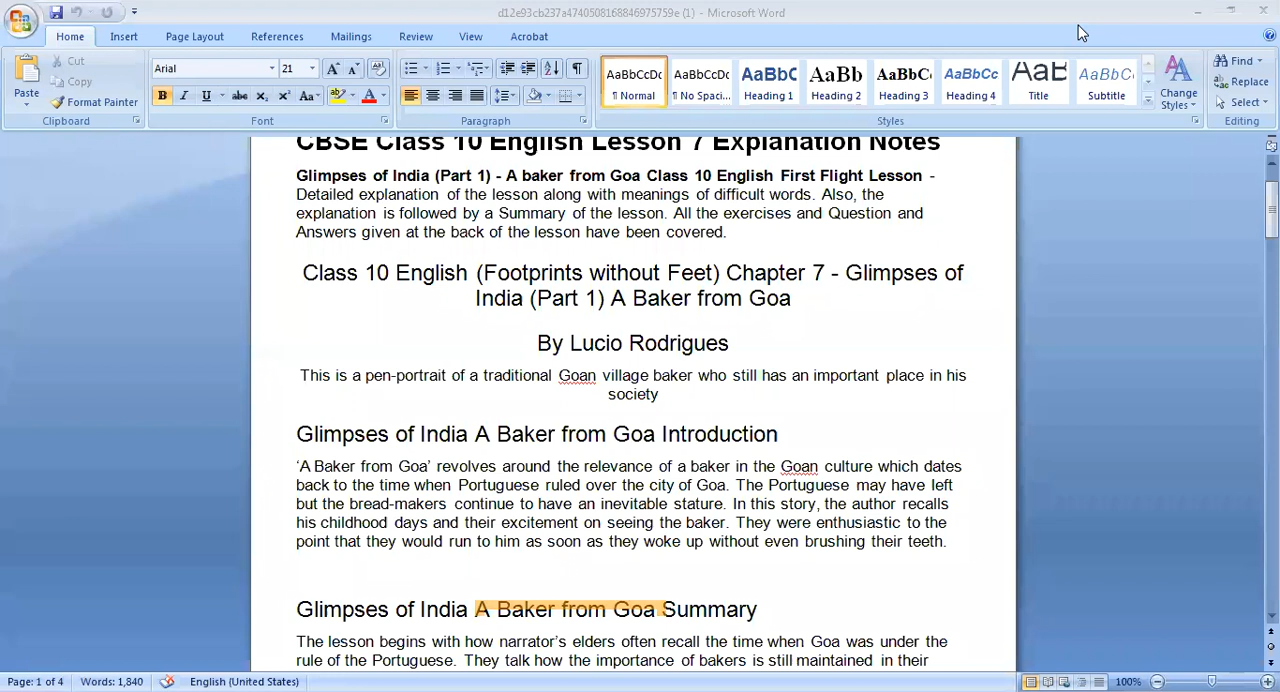 d12e93cb237a4740508168846975759e (1) - Microsoft Word
Home Insert Page Layout References Mailings Review View Acrobat
Paste Cut Copy Format Painter
Arial 21
AaBbCcDc AaBbCcDc AaBbC AaBb AaBbC AaBbCc AaB AaBbCc
¶ Normal ¶ No Spaci... Heading 1 Heading 2 Heading 3 Heading 4 Title Subtitle
Change Styles
Find Replace Select
Clipboard Font Paragraph Styles Editing
CBSE Class 10 English Lesson 7 Explanation Notes
Glimpses of India (Part 1) - A baker from Goa Class 10 English First Flight Lesson -
Detailed explanation of the lesson along with meanings of difficult words. Also, the
explanation is followed by a Summary of the lesson. All the exercises and Question and
Answers given at the back of the lesson have been covered.
Class 10 English (Footprints without Feet) Chapter 7 - Glimpses of
India (Part 1) A Baker from Goa
By Lucio Rodrigues
This is a pen-portrait of a traditional Goan village baker who still has an important place in his
society
Glimpses of India A Baker from Goa Introduction
‘A Baker from Goa’ revolves around the relevance of a baker in the Goan culture which dates
back to the time when Portuguese ruled over the city of Goa. The Portuguese may have left
but the bread-makers continue to have an inevitable stature. In this story, the author recalls
his childhood days and their excitement on seeing the baker. They were enthusiastic to the
point that they would run to him as soon as they woke up without even brushing their teeth.
Glimpses of India A Baker from Goa Summary
The lesson begins with how narrator’s elders often recall the time when Goa was under the
rule of the Portuguese. They talk how the importance of bakers is still maintained in their
Page: 1 of 4 Words: 1,840 English (United States) 100%